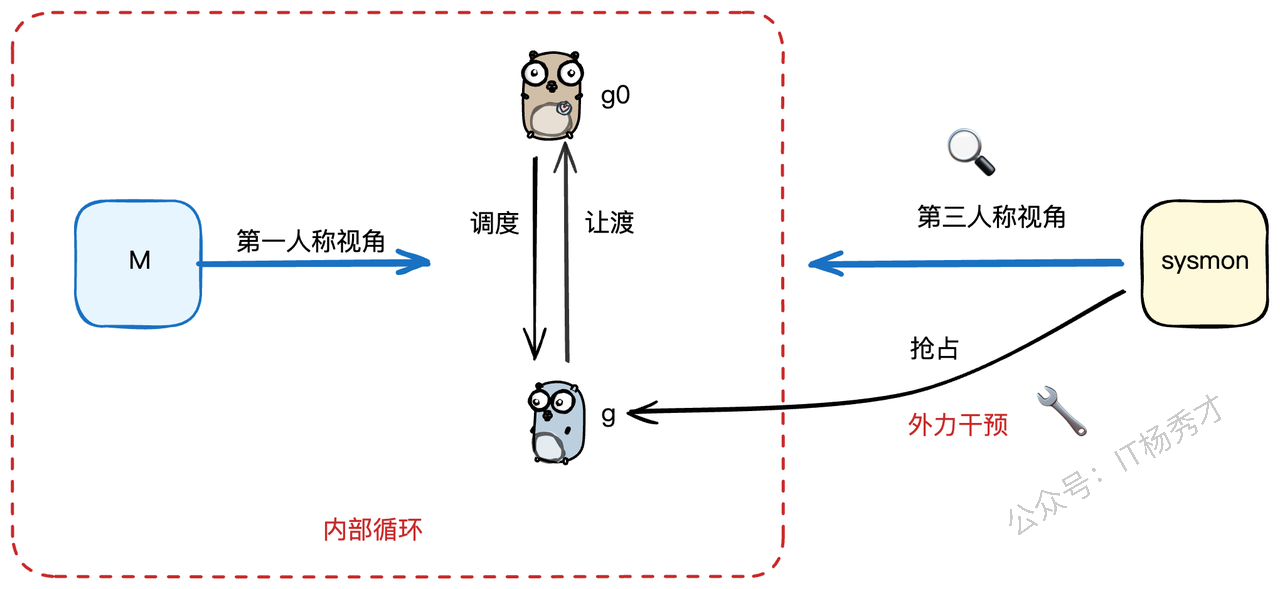 g0
M
第一人称视角
调度
让渡
第三人称视角
sysmon
抢占
g
外力干预
公众号：IT杨秀才
内部循环